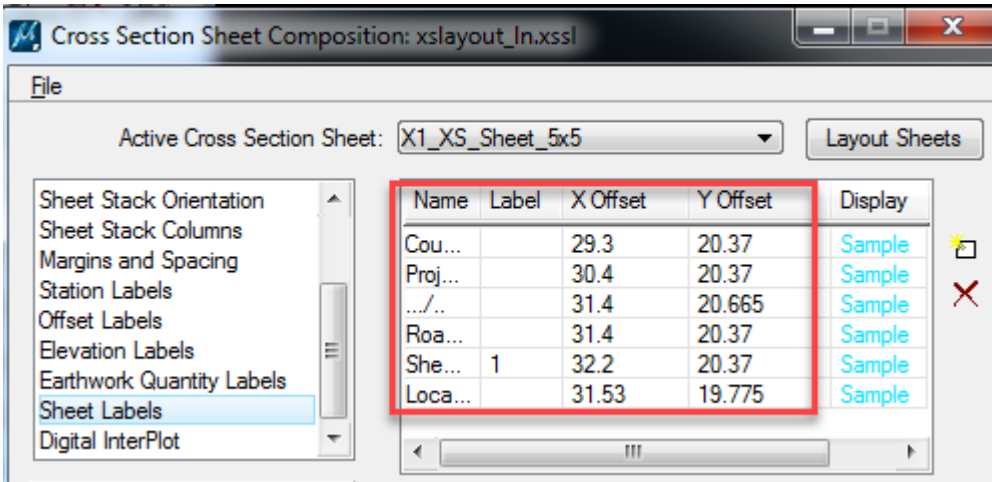 Cross Section Sheet Composition: xslayout_ln.xssl
File
Active Cross Section Sheet: X1_XS_Sheet_5x5 Layout Sheets
Sheet Stack Orientation
Sheet Stack Columns
Margins and Spacing
Station Labels
Offset Labels
Elevation Labels
Earthwork Quantity Labels
Sheet Labels
Digital InterPlot
Name Label X Offset Y Offset Display
Cou... 29.3 20.37 Sample
Proj... 30.4 20.37 Sample
.../.. 31.4 20.665 Sample
Roa... 31.4 20.37 Sample
She... 1 32.2 20.37 Sample
Loca... 31.53 19.775 Sample